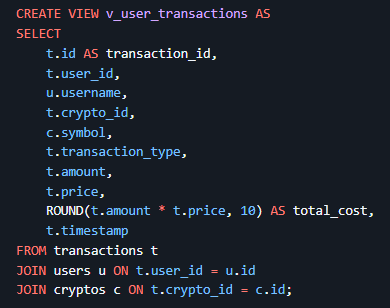 CREATE VIEW v_user_transactions AS
SELECT
    t.id AS transaction_id,
    t.user_id,
    u.username,
    t.crypto_id,
    c.symbol,
    t.transaction_type,
    t.amount,
    t.price,
    ROUND(t.amount * t.price, 10) AS total_cost,
    t.timestamp
FROM transactions t
JOIN users u ON t.user_id = u.id
JOIN cryptos c ON t.crypto_id = c.id;